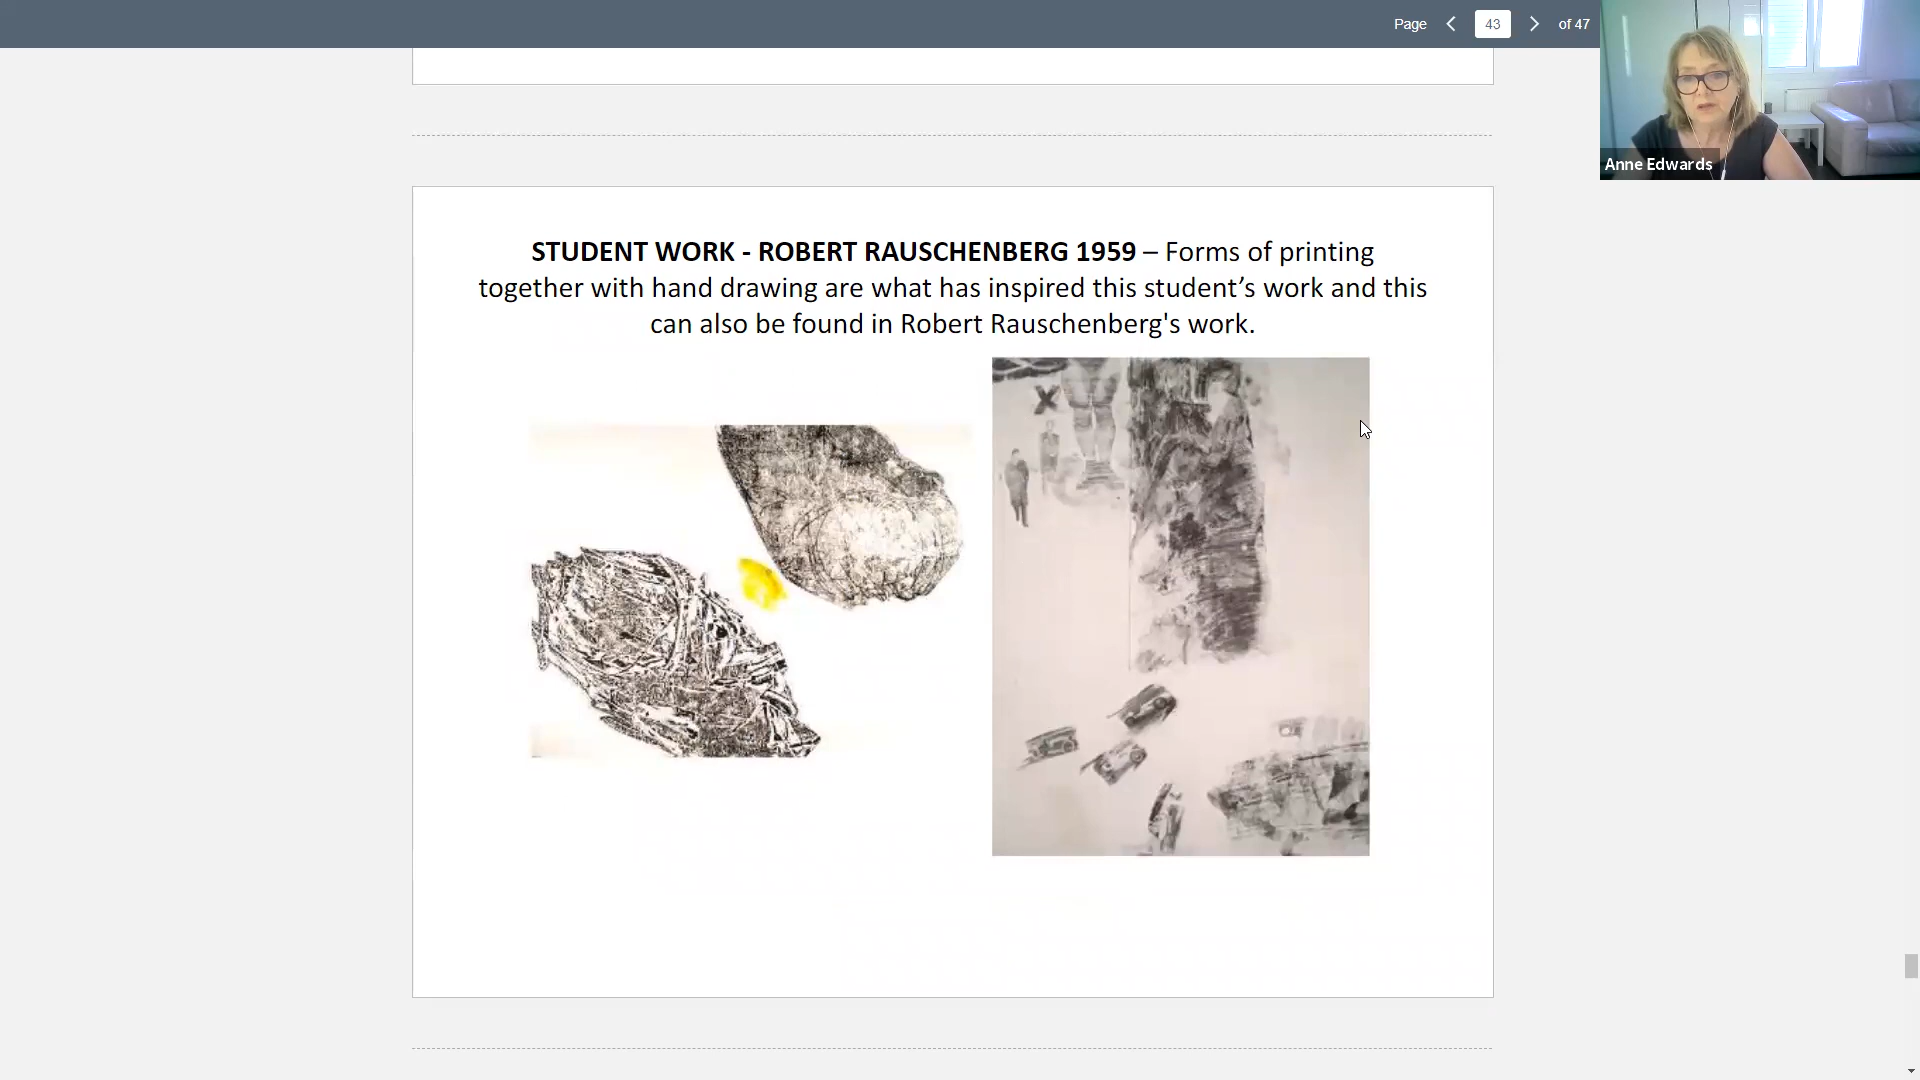 Page 43 of 47
Anne Edwards
STUDENT WORK - ROBERT RAUSCHENBERG 1959 – Forms of printing
together with hand drawing are what has inspired this student’s work and this
can also be found in Robert Rauschenberg's work.